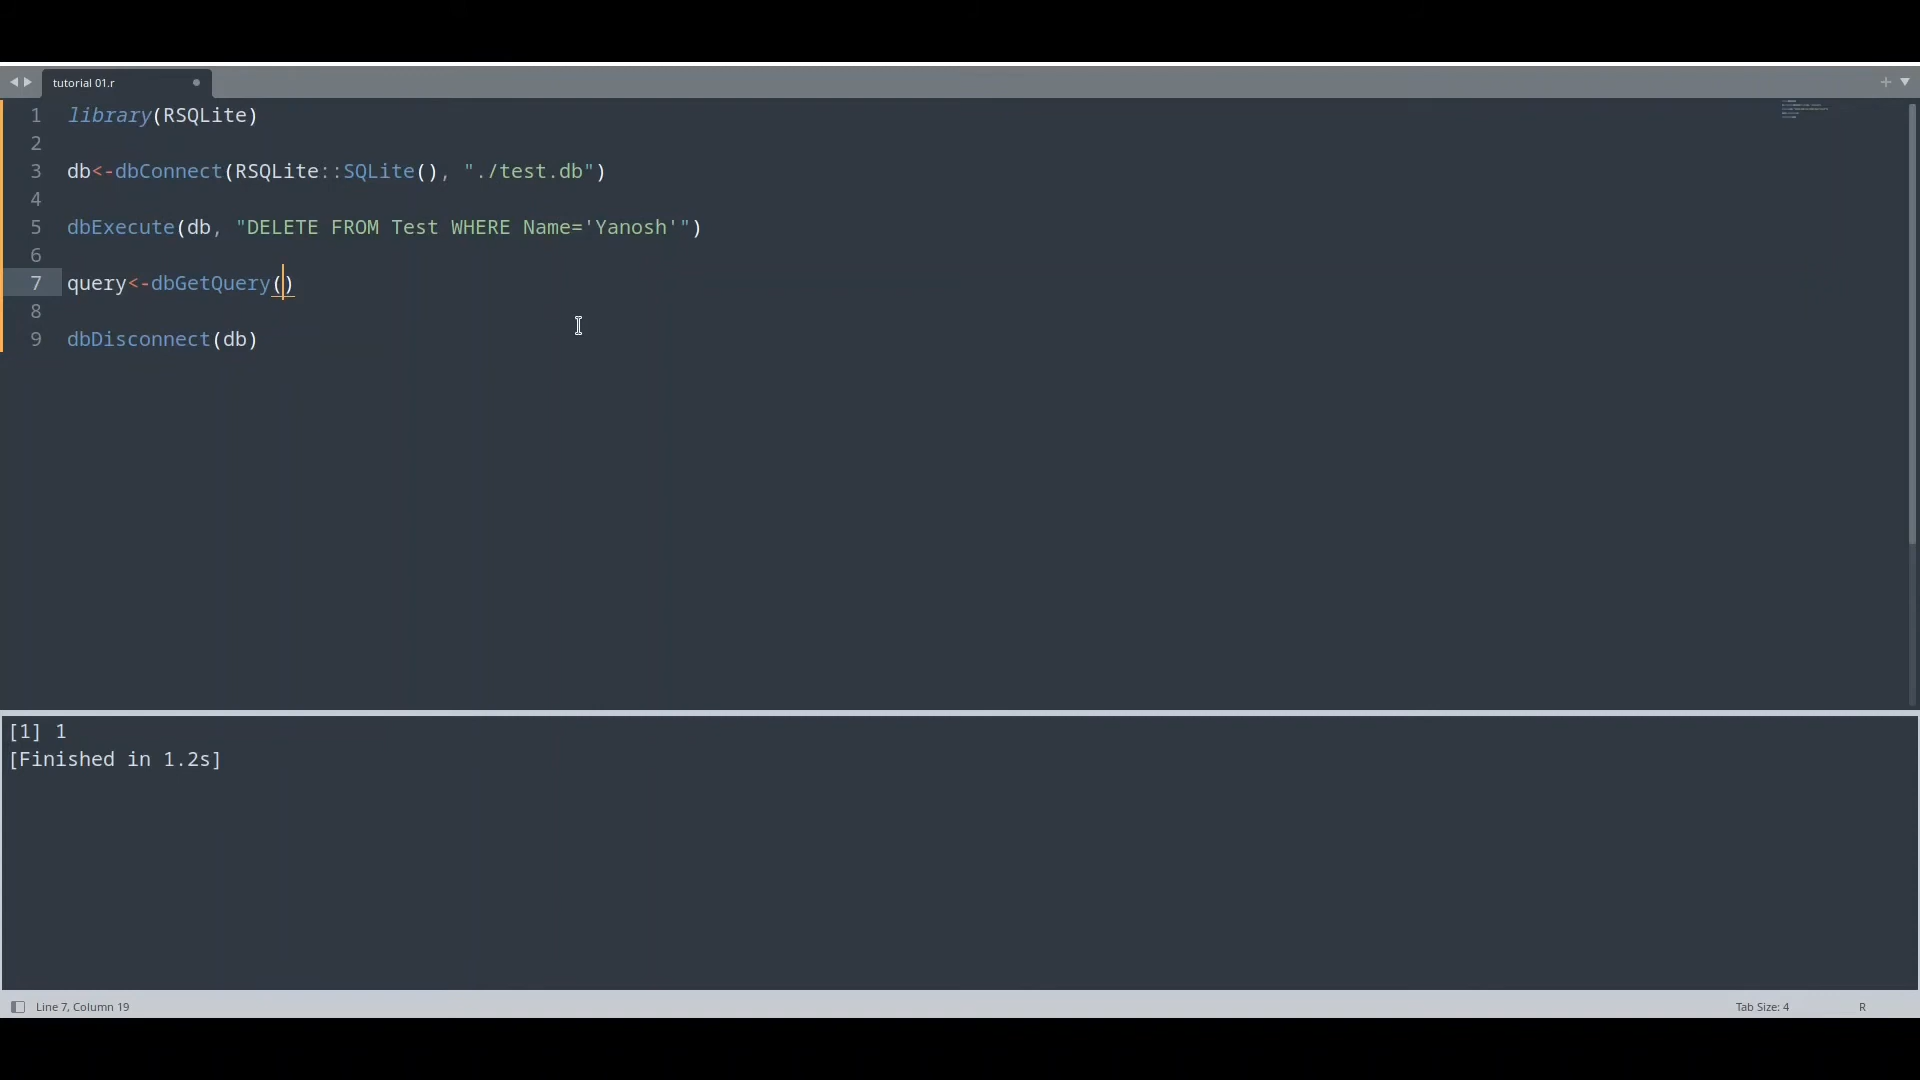 tutorial 01.r
1 library(RSQLite)
2
3 db<-dbConnect(RSQLite::SQLite(), "./test.db")
4
5 dbExecute(db, "DELETE FROM Test WHERE Name='Yanosh'")
6
7 query<-dbGetQuery()
8
9 dbDisconnect(db)
[1] 1
[Finished in 1.2s]
Line 7, Column 19
Tab Size: 4
R